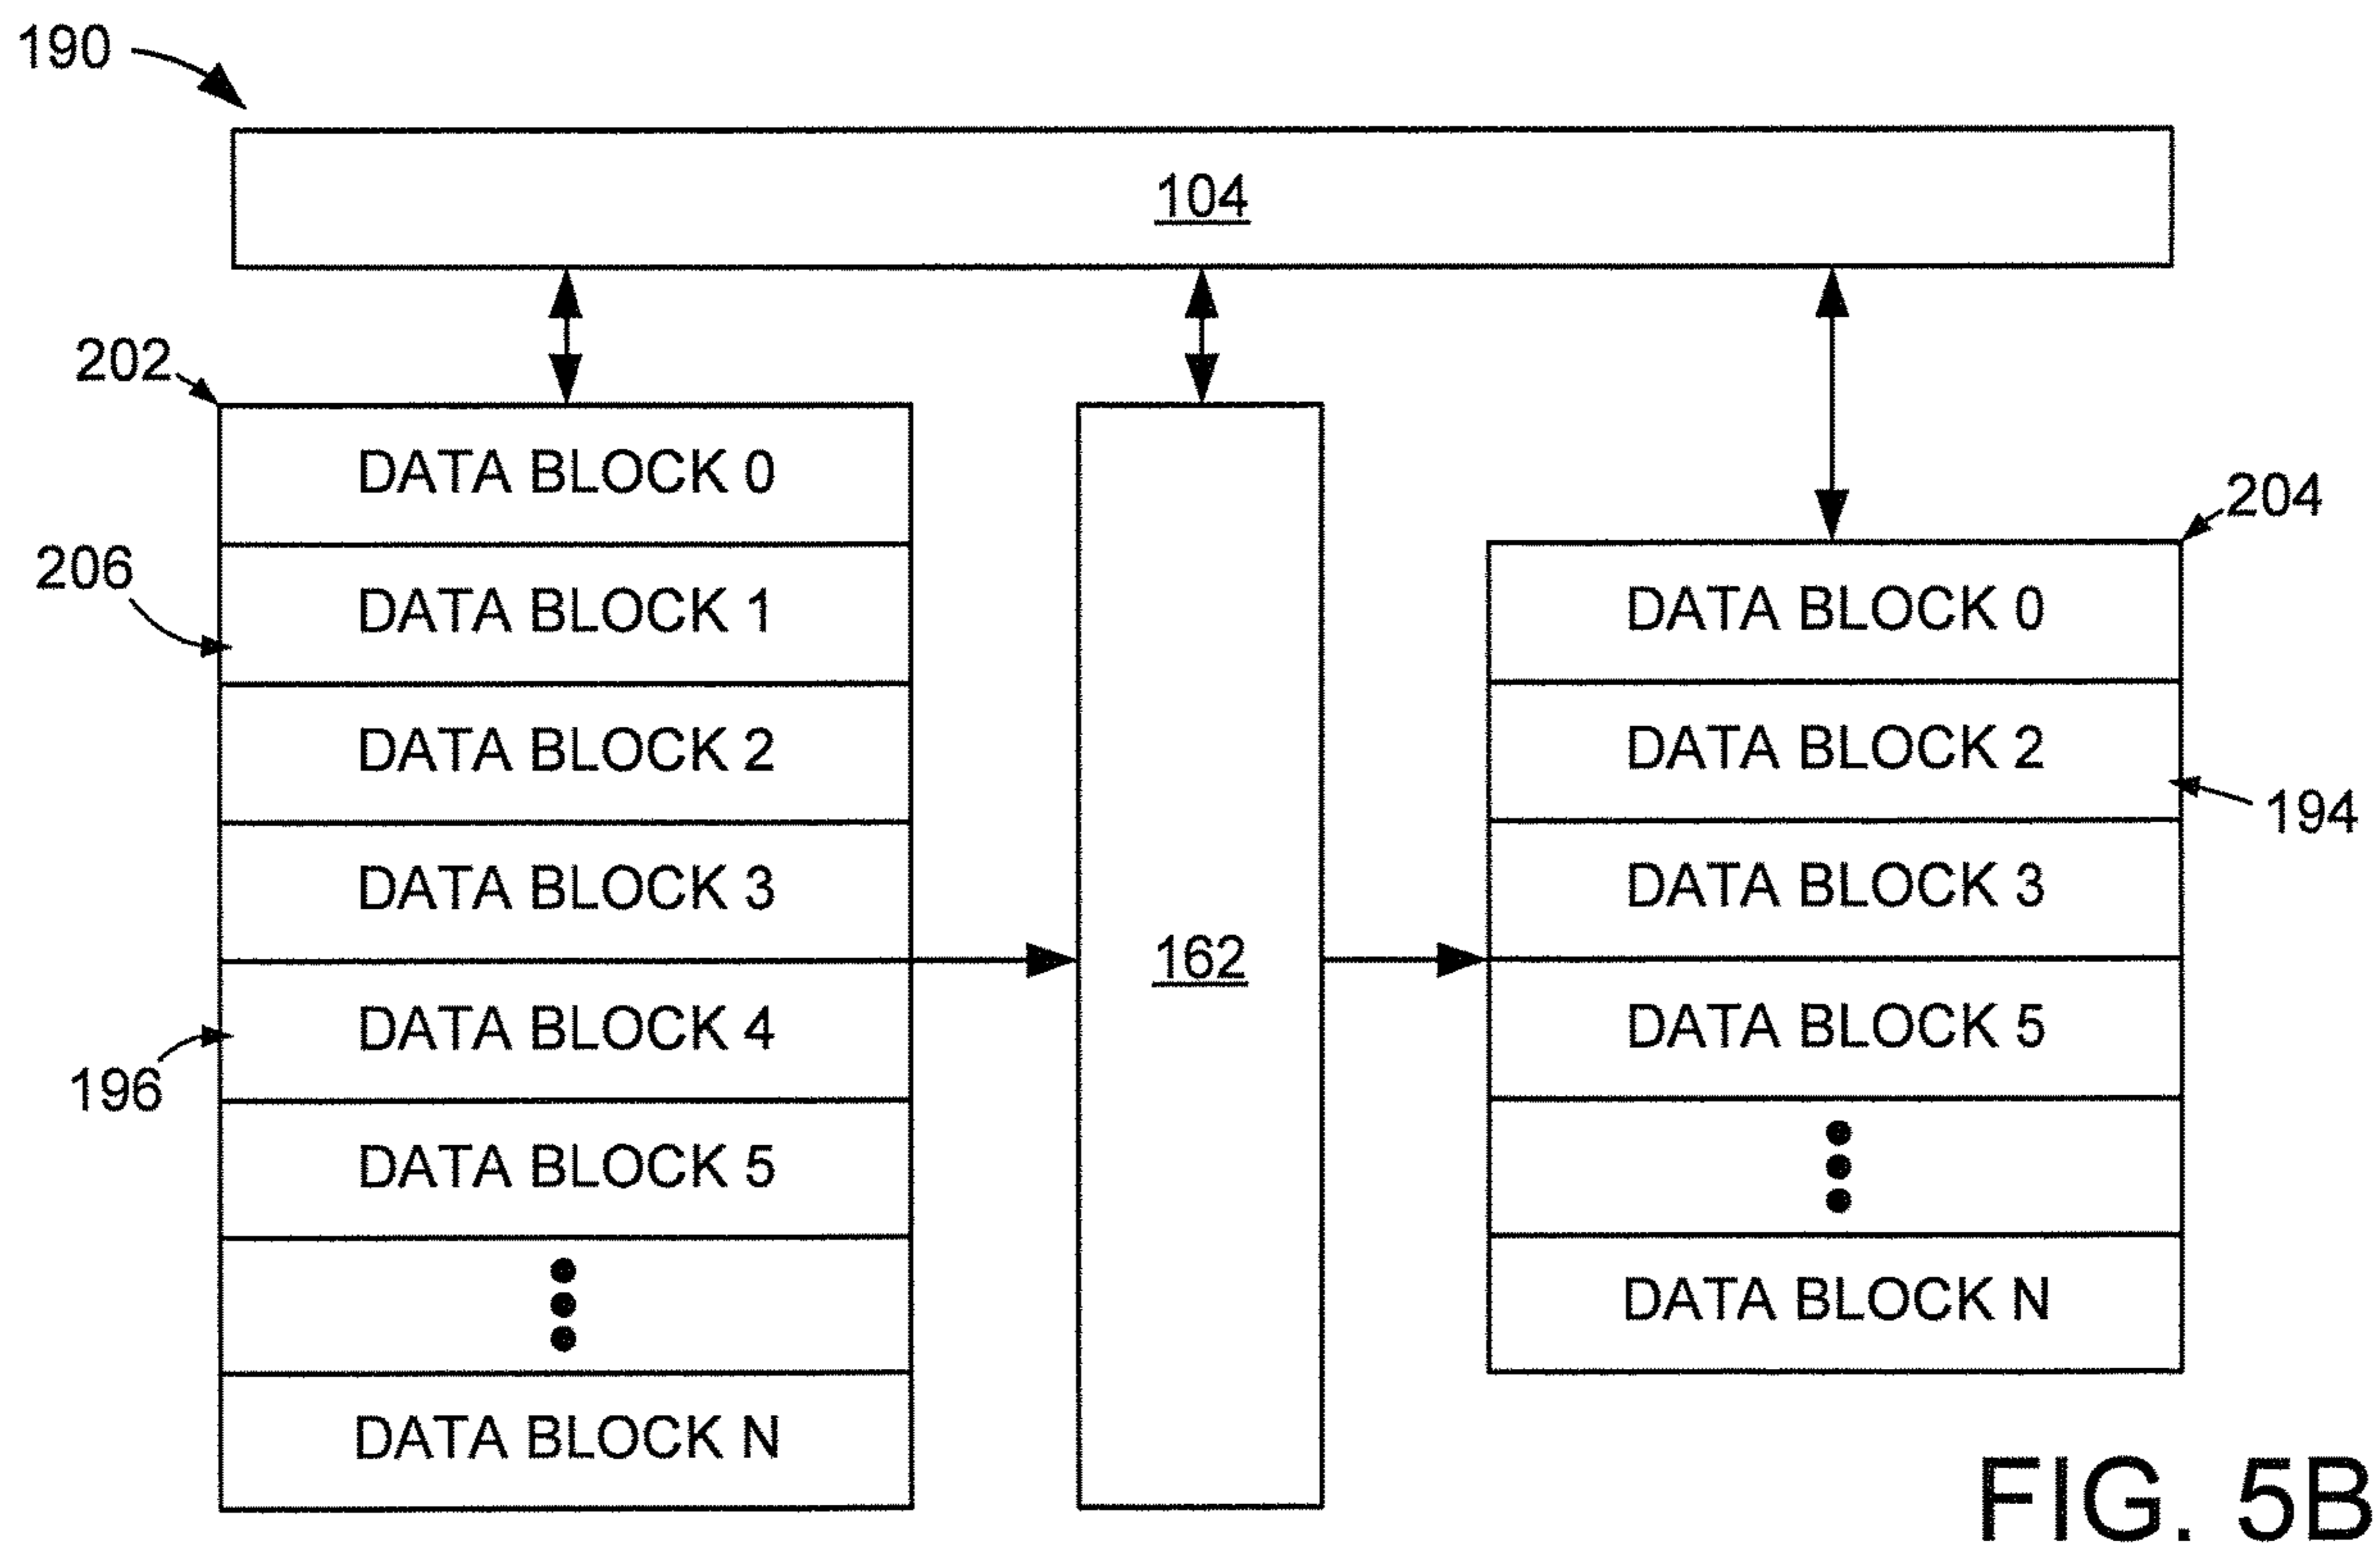 190
104
202
DATA BLOCK 0
206
DATA BLOCK 1
DATA BLOCK 2
DATA BLOCK 3
196
DATA BLOCK 4
DATA BLOCK 5
DATA BLOCK N
162
204
DATA BLOCK 0
DATA BLOCK 2
194
DATA BLOCK 3
DATA BLOCK 5
DATA BLOCK N
FIG. 5B